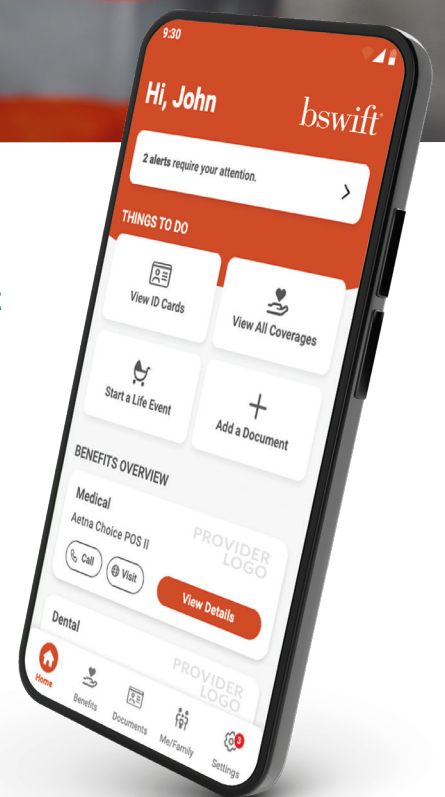 9:30
Hi, John
bswift
2 alerts require your attention.
THINGS TO DO
View ID Cards
View All Coverages
Start a Life Event
Add a Document
BENEFITS OVERVIEW
Medical
Aetna Choice POS II
PROVIDER
LOGO
Call
Visit
View Details
Dental
PROVIDER
LOGO
Home
Benefits
Documents
Me/Family
3
Settings